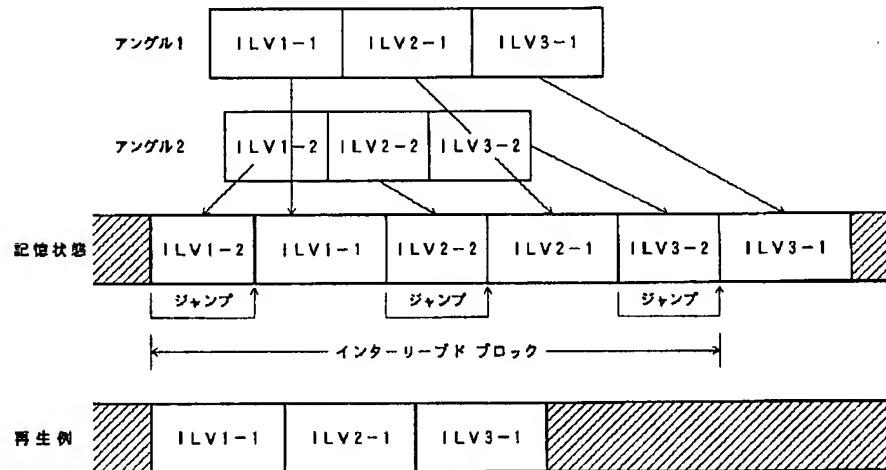 アングル1 ILV1-1 ILV2-1 ILV3-1
アングル2 ILV1-2 ILV2-2 ILV3-2
記憶状態 ILV1-2 ILV1-1 ILV2-2 ILV2-1 ILV3-2 ILV3-1
ジャンプ ジャンプ ジャンプ
インターリーブド ブロック
再生例 ILV1-1 ILV2-1 ILV3-1